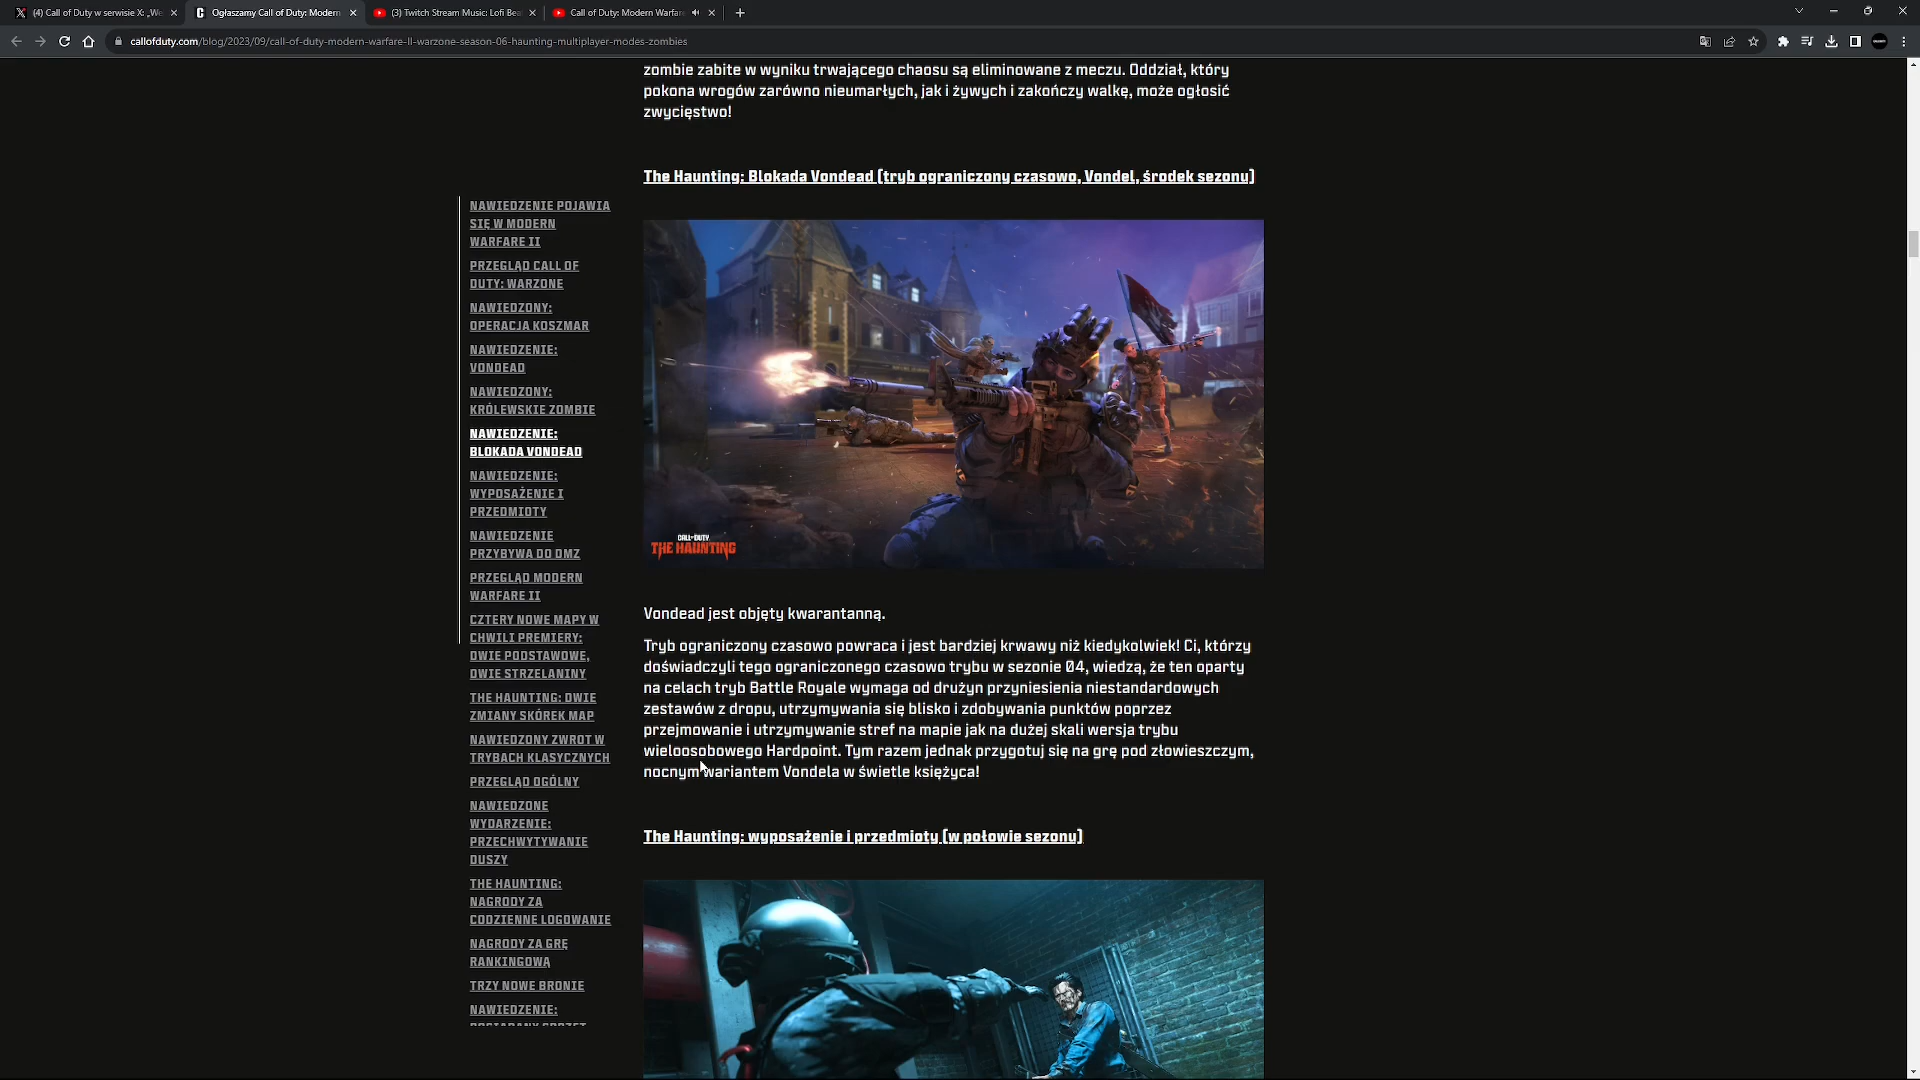 (4) Call of Duty w serwisie X: „We
Ogłaszamy Call of Duty: Modern
(3) Twitch Stream Music: Lofi Bea
Call of Duty: Modern Warfare
callofduty.com/blog/2023/09/call-of-duty-modern-warfare-II-warzone-season-06-haunting-multiplayer-modes-zombies
zombie zabite w wyniku trwającego chaosu są eliminowane z meczu. Oddział, który
pokona wrogów zarówno nieumarłych, jak i żywych i zakończy walkę, może ogłosić
zwycięstwo!
The Haunting: Blokada Vondead (tryb ograniczony czasowo, Vondel, środek sezonu)
NAWIEDZENIE POJAWIA
SIĘ W MODERN
WARFARE II
PRZEGLĄD CALL OF
DUTY: WARZONE
NAWIEDZONY:
OPERACJA KOSZMAR
NAWIEDZENIE:
VONDEAD
NAWIEDZONY:
KRÓLEWSKIE ZOMBIE
NAWIEDZENIE:
BLOKADA VONDEAD
NAWIEDZENIE:
WYPOSAŻENIE I
PRZEDMIOTY
NAWIEDZENIE
PRZYBYWA DO DMZ
PRZEGLĄD MODERN
WARFARE II
CZTERY NOWE MAPY W
CHWILI PREMIERY:
DWIE PODSTAWOWE,
DWIE STRZELANINY
THE HAUNTING: DWIE
ZMIANY SKÓREK MAP
NAWIEDZONY ZWROT W
TRYBACH KLASYCZNYCH
PRZEGLĄD OGÓLNY
NAWIEDZONE
WYDARZENIE:
PRZECHWYTYWANIE
DUSZY
THE HAUNTING:
NAGRODY ZA
CODZIENNE LOGOWANIE
NAGRODY ZA GRĘ
RANKINGOWĄ
TRZY NOWE BRONIE
NAWIEDZENIE:
CALL OF DUTY
THE HAUNTING
Vondead jest objęty kwarantanną.
Tryb ograniczony czasowo powraca i jest bardziej krwawy niż kiedykolwiek! Ci, którzy
doświadczyli tego ograniczonego czasowo trybu w sezonie 04, wiedzą, że ten oparty
na celach tryb Battle Royale wymaga od drużyn przyniesienia niestandardowych
zestawów z dropu, utrzymywania się blisko i zdobywania punktów poprzez
przejmowanie i utrzymywanie stref na mapie jak na dużej skali wersja trybu
wieloosobowego Hardpoint. Tym razem jednak przygotuj się na grę pod złowieszczym,
nocnym wariantem Vondela w świetle księżyca!
The Haunting: wyposażenie i przedmioty (w połowie sezonu)